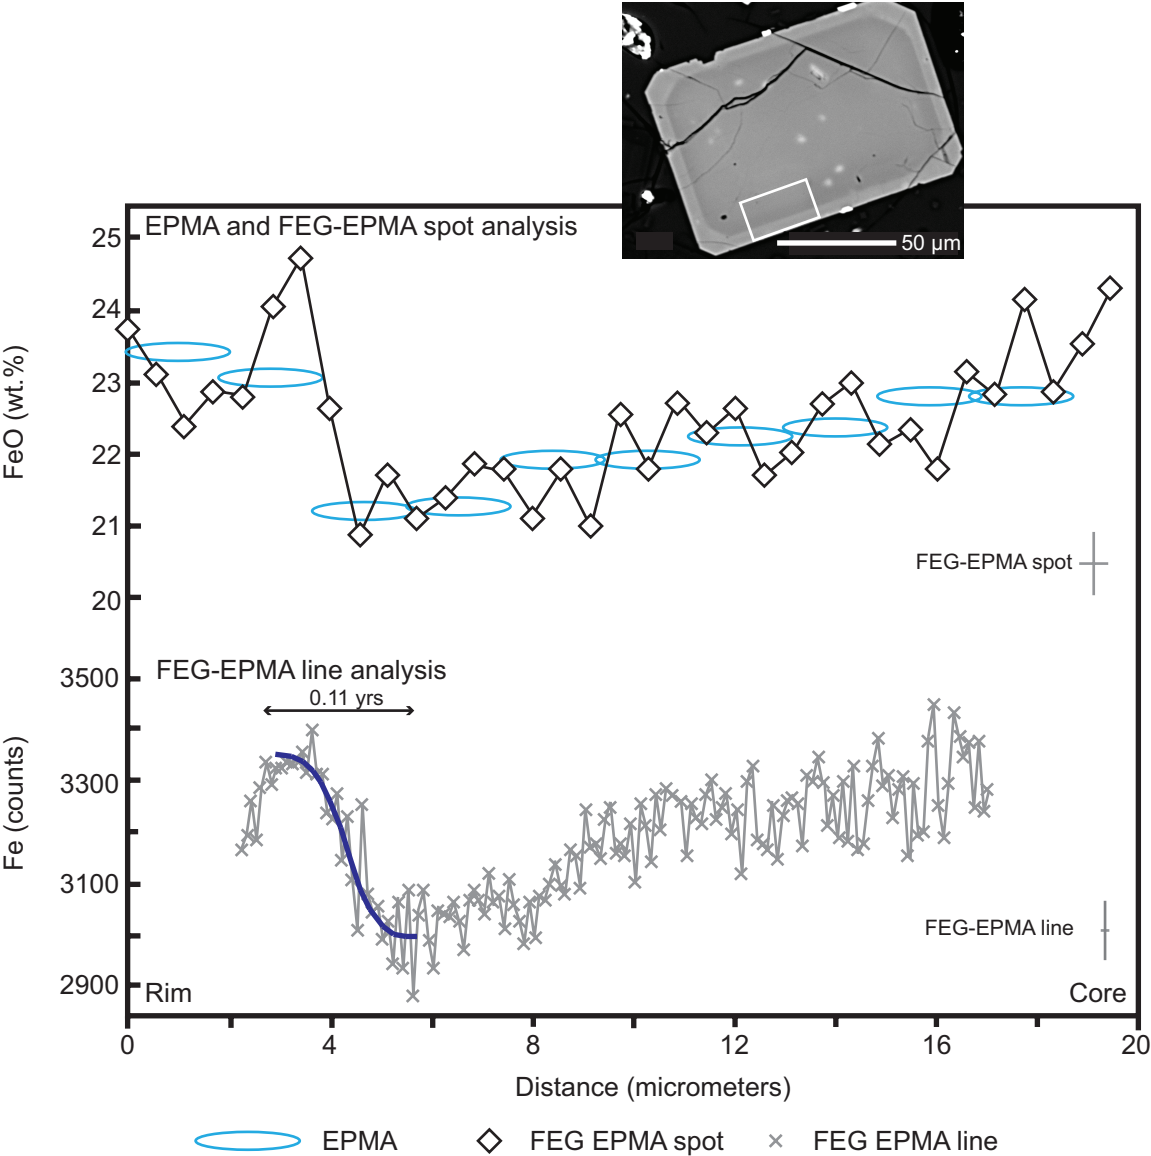 50 µm
EPMA and FEG-EPMA spot analysis
25
24
23
22
21
20
FeO (wt.%)
FEG-EPMA spot
FEG-EPMA line analysis
0.11 yrs
3500
3300
3100
2900
Fe (counts)
FEG-EPMA line
Rim
Core
0
4
8
12
16
20
Distance (micrometers)
EPMA
FEG EPMA spot
FEG EPMA line